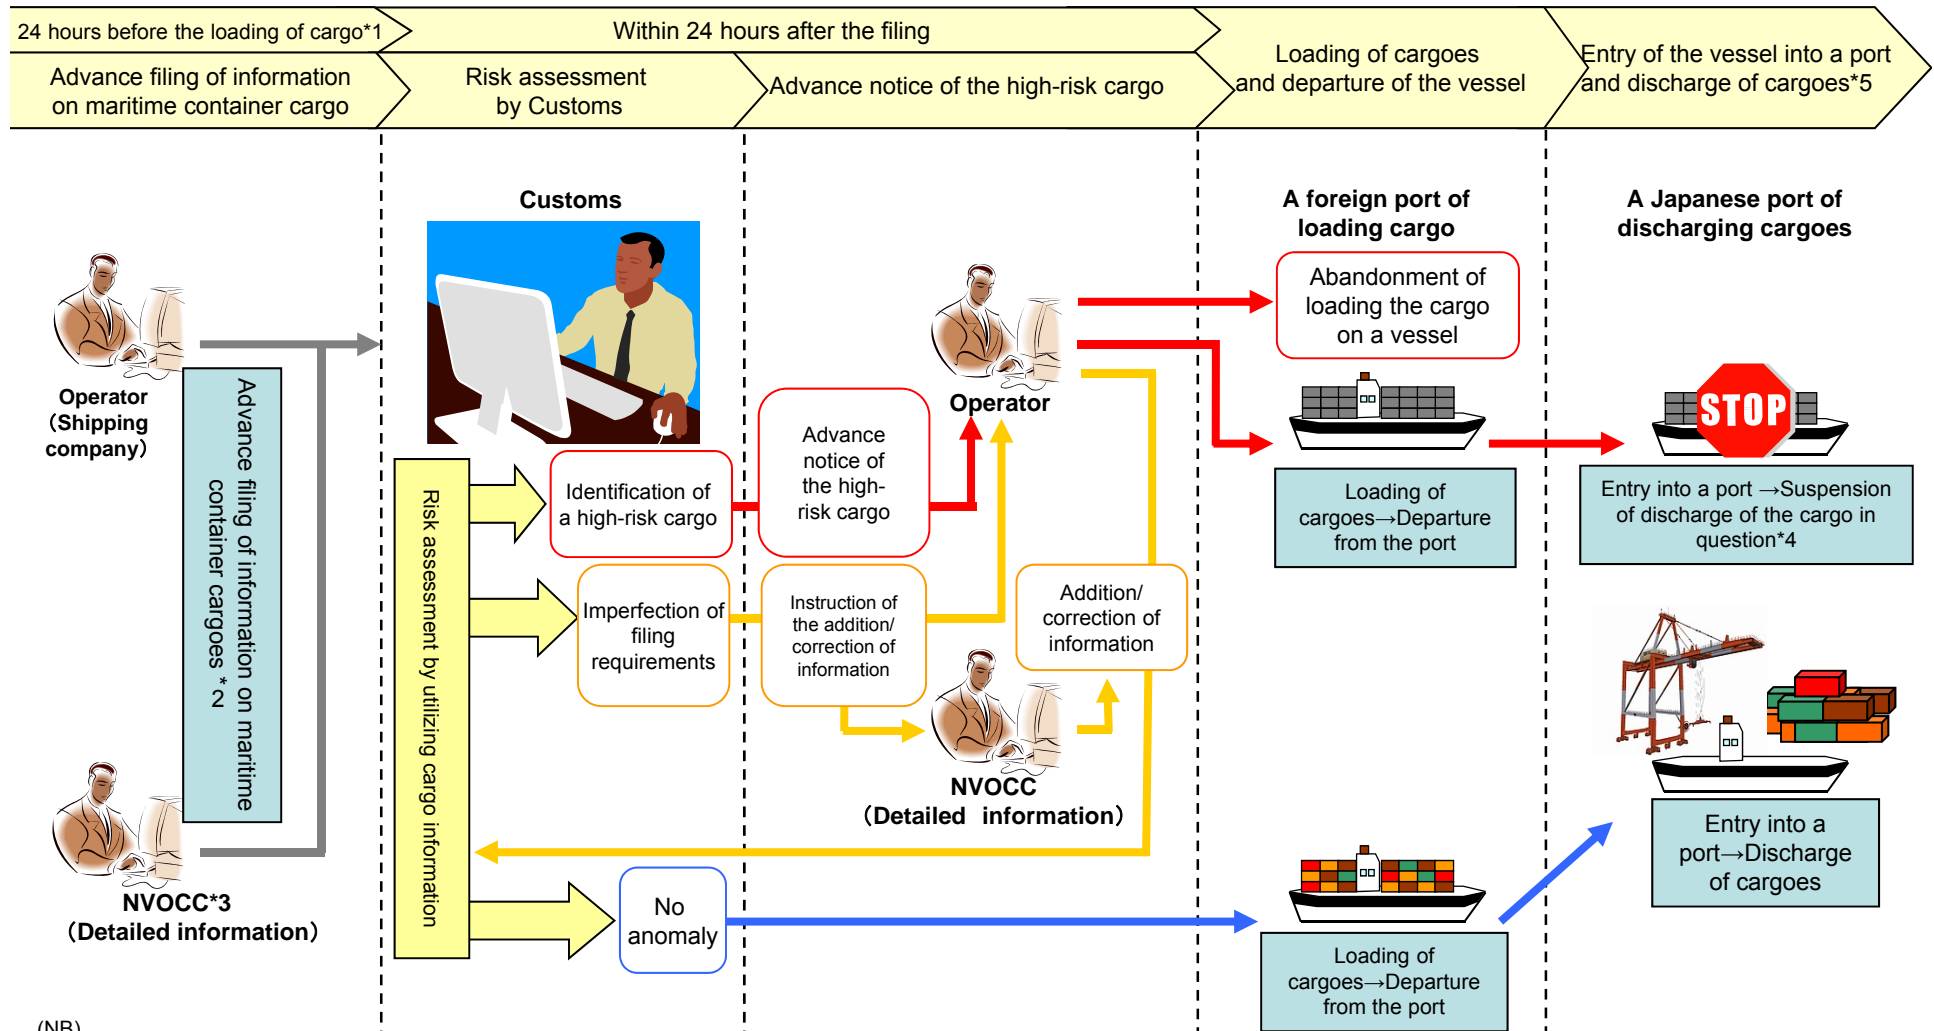 24 hours before the loading of cargo*1
Within 24 hours after the filing
Advance filing of information
on maritime container cargo
Risk assessment
by Customs
Advance notice of the high-risk cargo
Loading of cargoes
and departure of the vessel
Entry of the vessel into a port
and discharge of cargoes*5
Customs
A foreign port of
loading cargo
A Japanese port of
discharging cargoes
Operator
（Shipping
company）
Advance filing of information on maritime
container cargoes*2
NVOCC*3
（Detailed information）
Risk assessment by utilizing cargo information
Identification of
a high-risk cargo
Imperfection of
filing
requirements
No
anomaly
Advance
notice of
the high-
risk cargo
Instruction of
the addition/
correction of
information
Operator
NVOCC
（Detailed information）
Addition/
correction of
information
Abandonment of
loading the cargo
on a vessel
Loading of
cargoes→Departure
from the port
STOP
Entry into a port →Suspension
of discharge of the cargo in
question*4
Entry into a
port→Discharge
of cargoes
Loading of
cargoes→Departure
from the port
(NB)